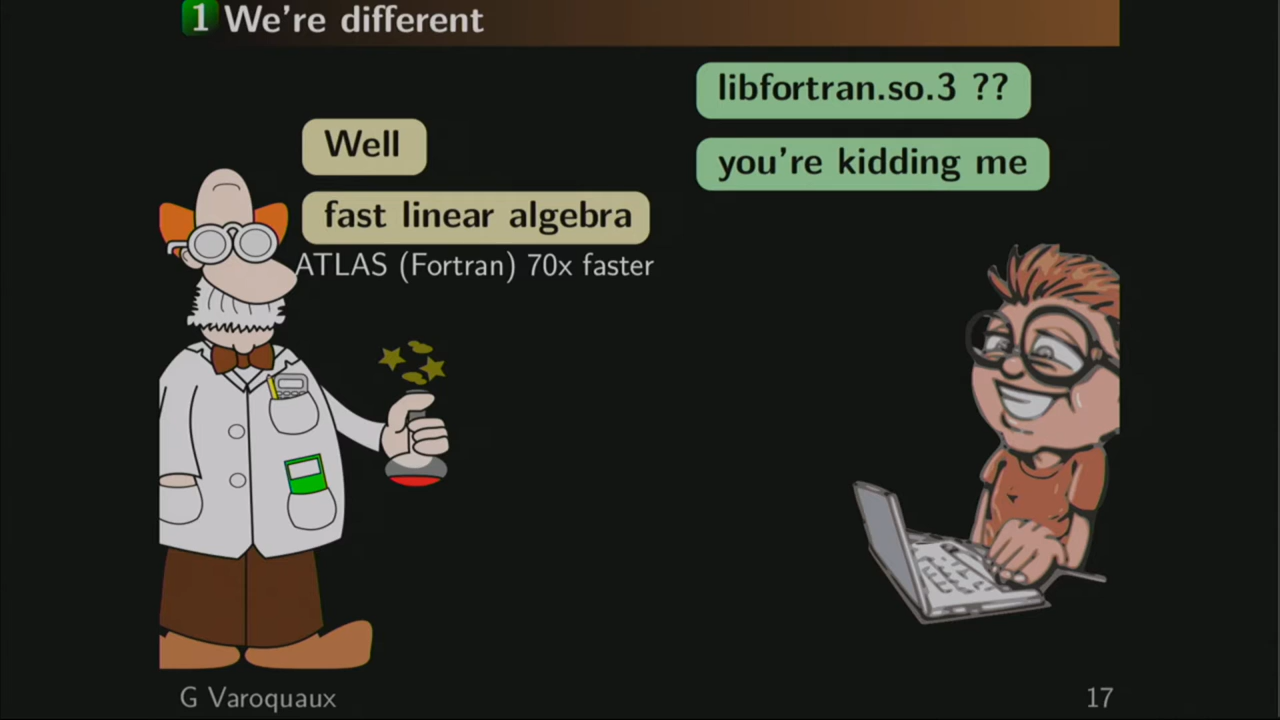 1 We're different
libfortran.so.3 ??
Well
you're kidding me
fast linear algebra
ATLAS (Fortran) 70x faster
G Varoquaux
17